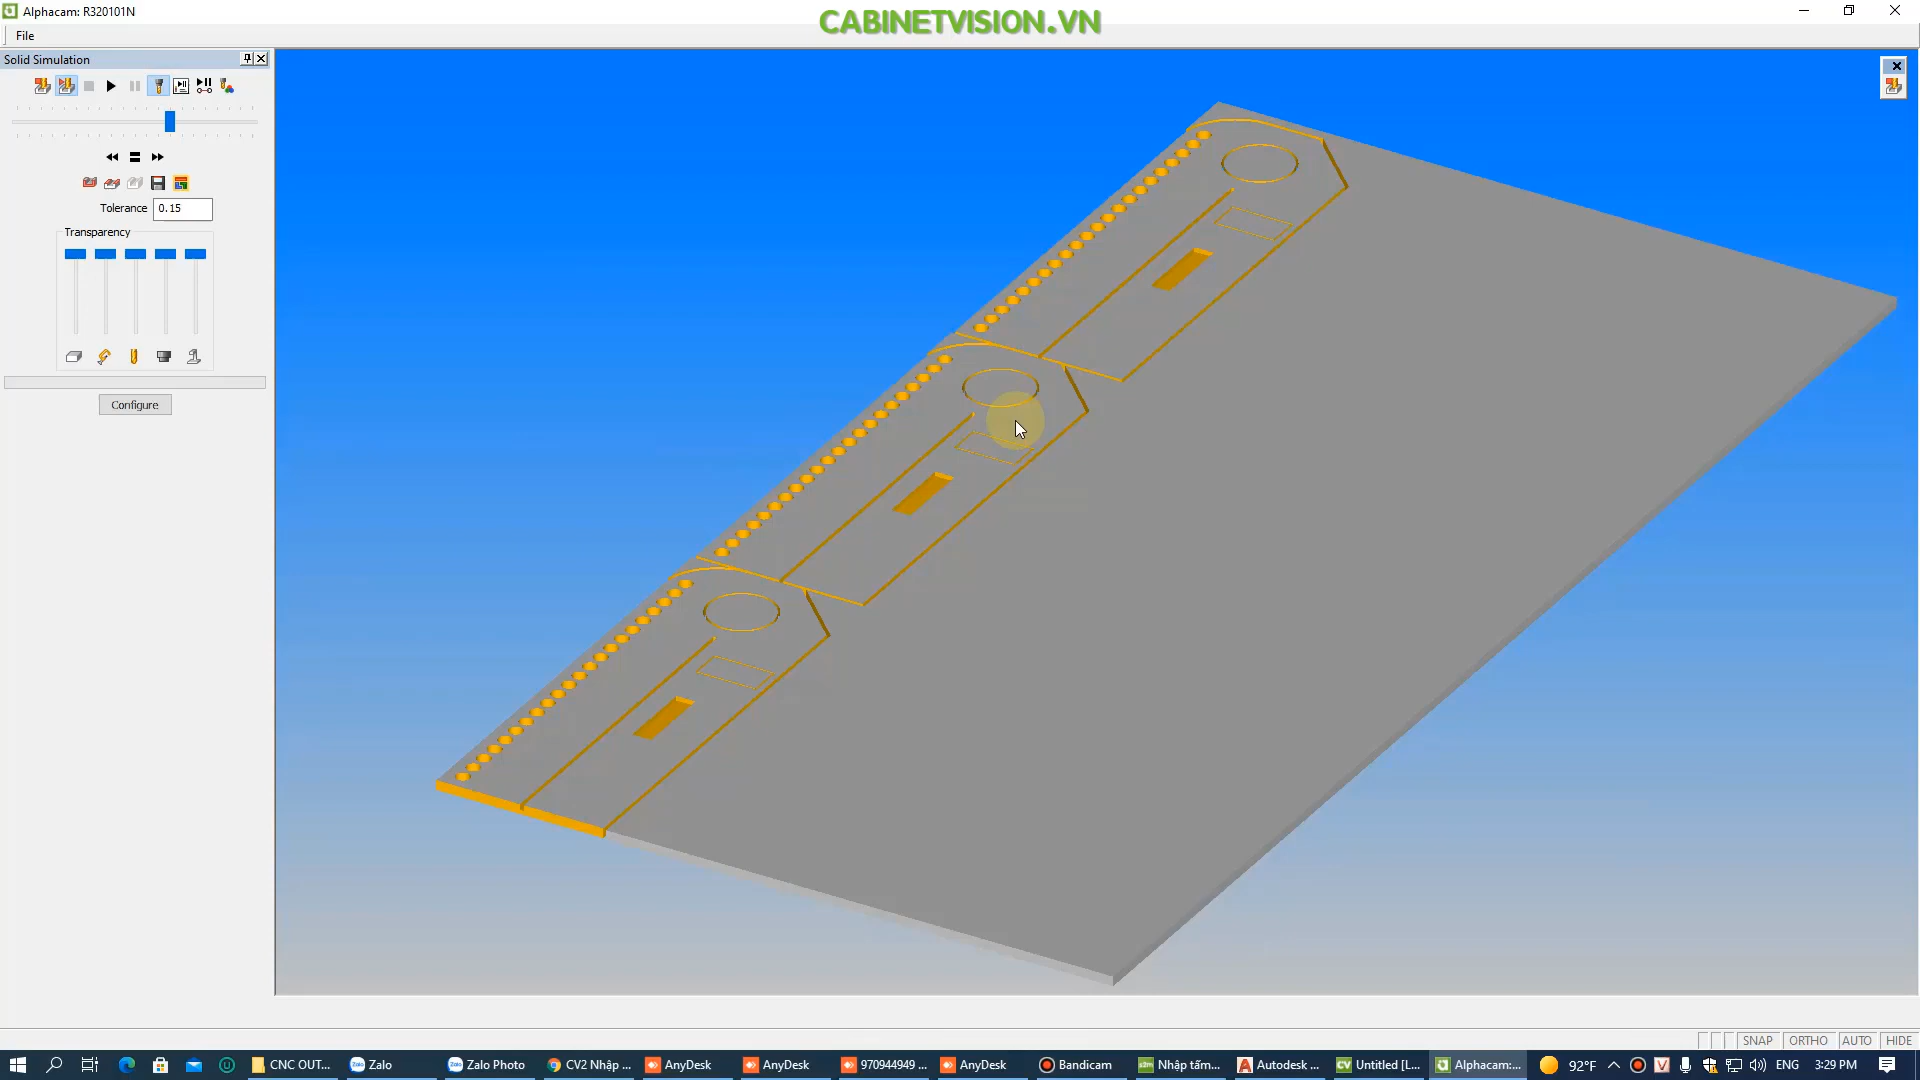 Alphacam: R320101N
CABINETVISION.VN
File
Solid Simulation
Tolerance 0.15
Transparency
Configure
SNAP ORTHO AUTO HIDE
CNC OUT... Zalo Zalo Photo CV2 Nhập ... AnyDesk AnyDesk 970944949 ... AnyDesk Bandicam Nhập tấm... Autodesk ... Untitled [L... Alphacam:... 92°F ENG 3:29 PM